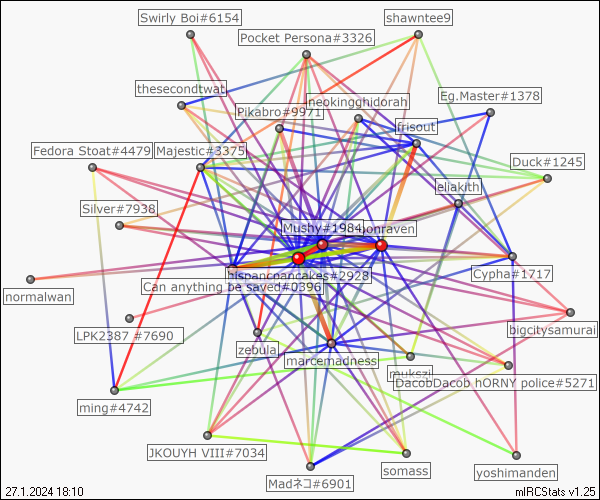 Swirly Boi#6154
shawntee9
Pocket Persona#3326
thesecondtwat
Eg.Master#1378
neokingghidorah
Pikabro#9971
frisout
Fedora Stoat#4479
Majestic#3375
Duck#1245
eliakith
Silver#7938
Mushy#1984
onraven
hispancancakes#2928
Cypha#1717
Can anything be saved#0396
normalwan
bigcitysamurai
LPK2387 #7690
zebula
marcemadness
mukszi
DacobDacob hORNY police#5271
ming#4742
JKOUYH VIII#7034
somass
yoshimanden
Madネコ#6901
27.1.2024 18:10
mIRCStats v1.25